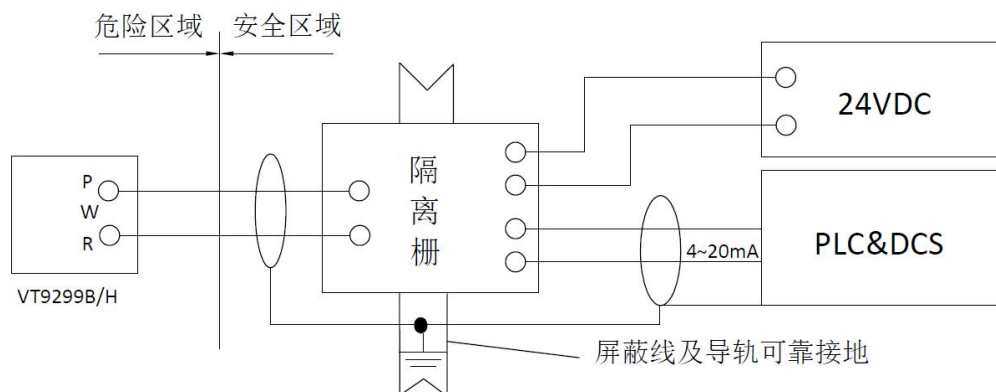 危险区域
安全区域
24VDC
隔离栅
P
W
R
4~20mA
PLC&DCS
VT9299B/H
屏蔽线及导轨可靠接地